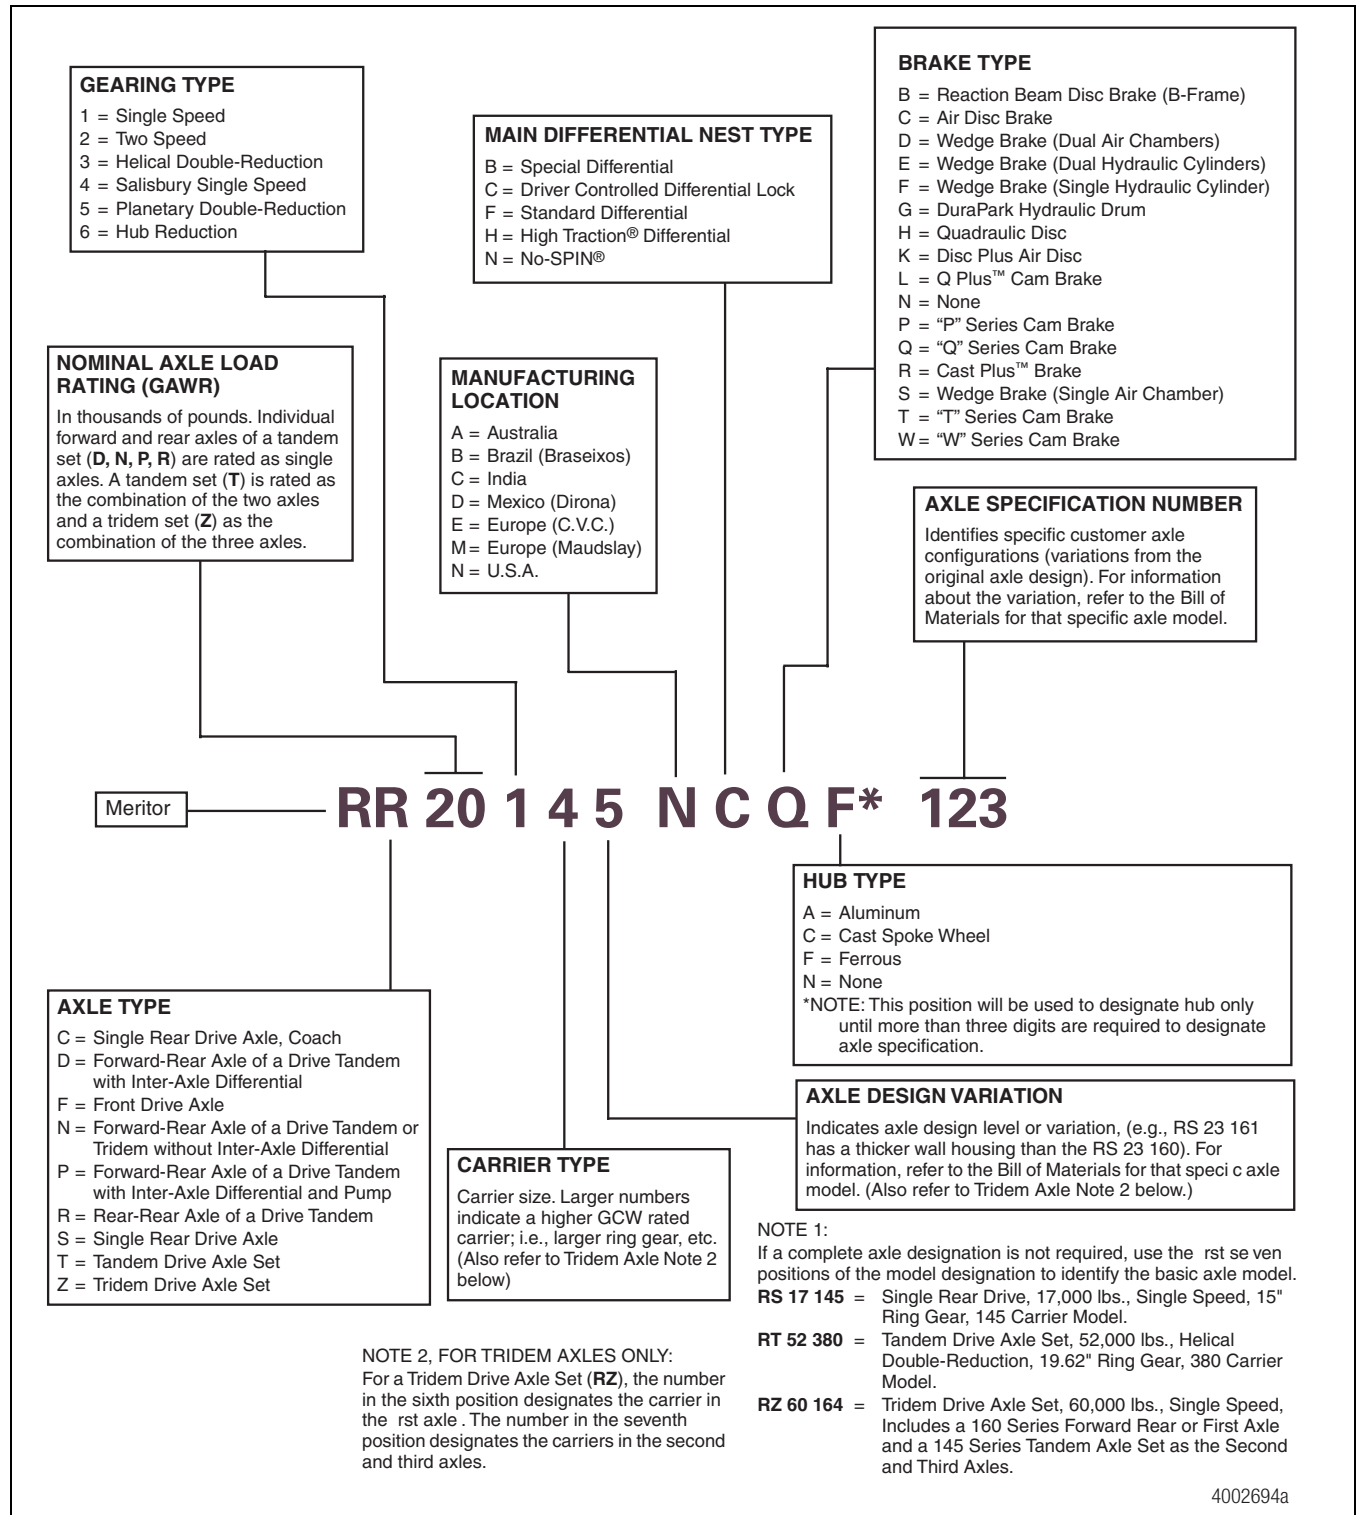 GEARING TYPE
1 = Single Speed
2 = Two Speed
3 = Helical Double-Reduction
4 = Salisbury Single Speed
5 = Planetary Double-Reduction
6 = Hub Reduction
MAIN DIFFERENTIAL NEST TYPE
B = Special Differential
C = Driver Controlled Differential Lock
F = Standard Differential
H = High Traction® Differential
N = No-SPIN®
BRAKE TYPE
B = Reaction Beam Disc Brake (B-Frame)
C = Air Disc Brake
D = Wedge Brake (Dual Air Chambers)
E = Wedge Brake (Dual Hydraulic Cylinders)
F = Wedge Brake (Single Hydraulic Cylinder)
G = DuraPark Hydraulic Drum
H = Quadraulic Disc
K = Disc Plus Air Disc
L = Q Plus™ Cam Brake
N = None
P = “P” Series Cam Brake
Q = “Q” Series Cam Brake
R = Cast Plus™ Brake
S = Wedge Brake (Single Air Chamber)
T = “T” Series Cam Brake
W = “W” Series Cam Brake
NOMINAL AXLE LOAD
RATING (GAWR)
In thousands of pounds. Individual
forward and rear axles of a tandem
set (D, N, P, R) are rated as single
axles. A tandem set (T) is rated as
the combination of the two axles
and a tridem set (Z) as the
combination of the three axles.
MANUFACTURING
LOCATION
A = Australia
B = Brazil (Braseixos)
C = India
D = Mexico (Dirona)
E = Europe (C.V.C.)
M = Europe (Maudslay)
N = U.S.A.
AXLE SPECIFICATION NUMBER
Identifies specific customer axle
configurations (variations from the
original axle design). For information
about the variation, refer to the Bill of
Materials for that specific axle model.
Meritor
RR 20 1 4 5 N C Q F* 123
HUB TYPE
A = Aluminum
C = Cast Spoke Wheel
F = Ferrous
N = None
*NOTE: This position will be used to designate hub only
until more than three digits are required to designate
axle specification.
AXLE TYPE
C = Single Rear Drive Axle, Coach
D = Forward-Rear Axle of a Drive Tandem
with Inter-Axle Differential
F = Front Drive Axle
N = Forward-Rear Axle of a Drive Tandem or
Tridem without Inter-Axle Differential
P = Forward-Rear Axle of a Drive Tandem
with Inter-Axle Differential and Pump
R = Rear-Rear Axle of a Drive Tandem
S = Single Rear Drive Axle
T = Tandem Drive Axle Set
Z = Tridem Drive Axle Set
CARRIER TYPE
Carrier size. Larger numbers
indicate a higher GCW rated
carrier; i.e., larger ring gear, etc.
(Also refer to Tridem Axle Note 2
below)
AXLE DESIGN VARIATION
Indicates axle design level or variation, (e.g., RS 23 161
has a thicker wall housing than the RS 23 160). For
information, refer to the Bill of Materials for that speci c axle
model. (Also refer to Tridem Axle Note 2 below.)
NOTE 1:
If a complete axle designation is not required, use the rst se ven
positions of the model designation to identify the basic axle model.
RS 17 145 = Single Rear Drive, 17,000 lbs., Single Speed, 15"
Ring Gear, 145 Carrier Model.
RT 52 380 = Tandem Drive Axle Set, 52,000 lbs., Helical
Double-Reduction, 19.62" Ring Gear, 380 Carrier
Model.
RZ 60 164 = Tridem Drive Axle Set, 60,000 lbs., Single Speed,
Includes a 160 Series Forward Rear or First Axle
and a 145 Series Tandem Axle Set as the Second
and Third Axles.
NOTE 2, FOR TRIDEM AXLES ONLY:
For a Tridem Drive Axle Set (RZ), the number
in the sixth position designates the carrier in
the rst axle . The number in the seventh
position designates the carriers in the second
and third axles.
4002694a